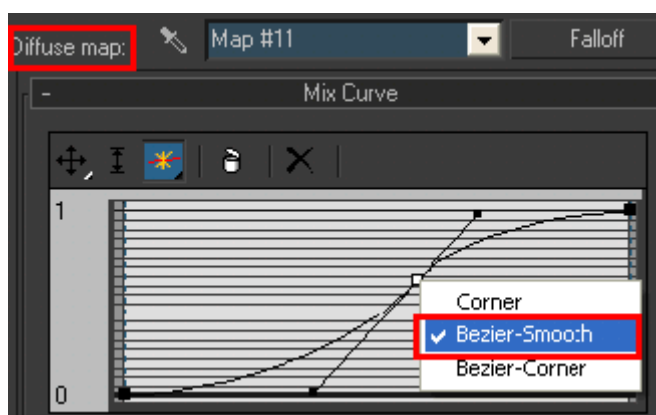 Diffuse map: Map #11 Falloff
- Mix Curve
1
Corner
Bezier-Smooth
Bezier-Corner
0